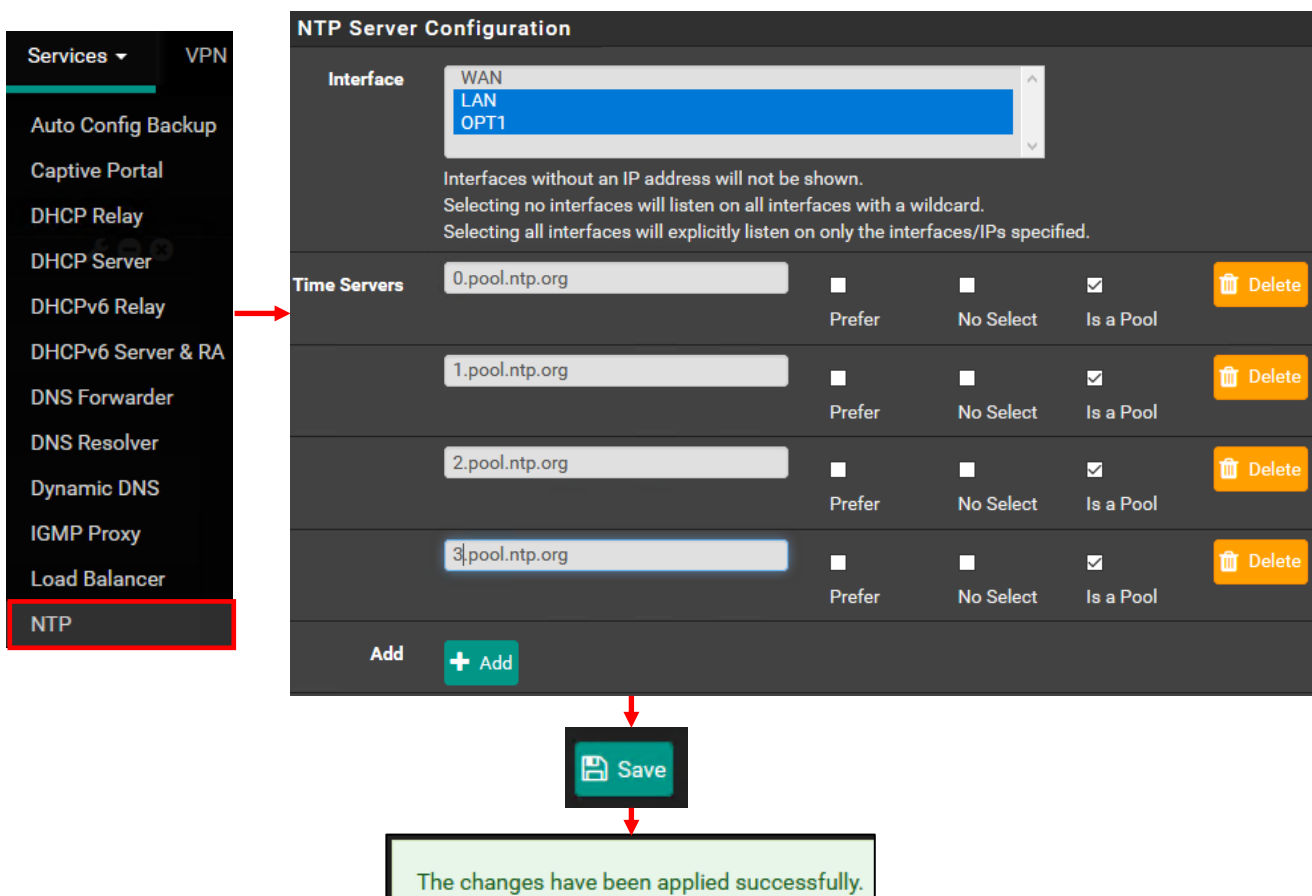 Services VPN
Auto Config Backup
Captive Portal
DHCP Relay
DHCP Server
DHCPv6 Relay
DHCPv6 Server & RA
DNS Forwarder
DNS Resolver
Dynamic DNS
IGMP Proxy
Load Balancer
NTP
NTP Server Configuration
Interface
WAN
LAN
OPT1
Interfaces without an IP address will not be shown.
Selecting no interfaces will listen on all interfaces with a wildcard.
Selecting all interfaces will explicitly listen on only the interfaces/IPs specified.
Time Servers 0.pool.ntp.org Delete
Prefer No Select Is a Pool
1.pool.ntp.org Delete
Prefer No Select Is a Pool
2.pool.ntp.org Delete
Prefer No Select Is a Pool
3.pool.ntp.org Delete
Prefer No Select Is a Pool
Add Add
Save
The changes have been applied successfully.